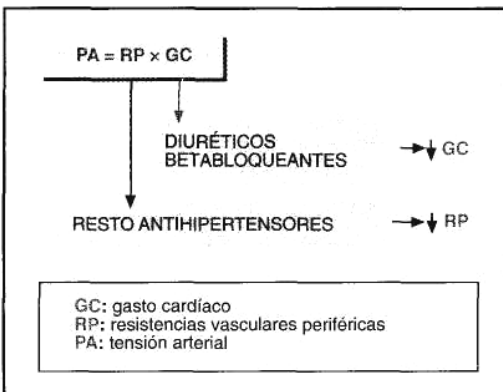 PA = RP × GC
DIURÉTICOS
BETABLOQUEANTES → ↓ GC
RESTO ANTIHIPERTENSORES → ↓ RP
GC: gasto cardíaco
RP: resistencias vasculares periféricas
PA: tensión arterial